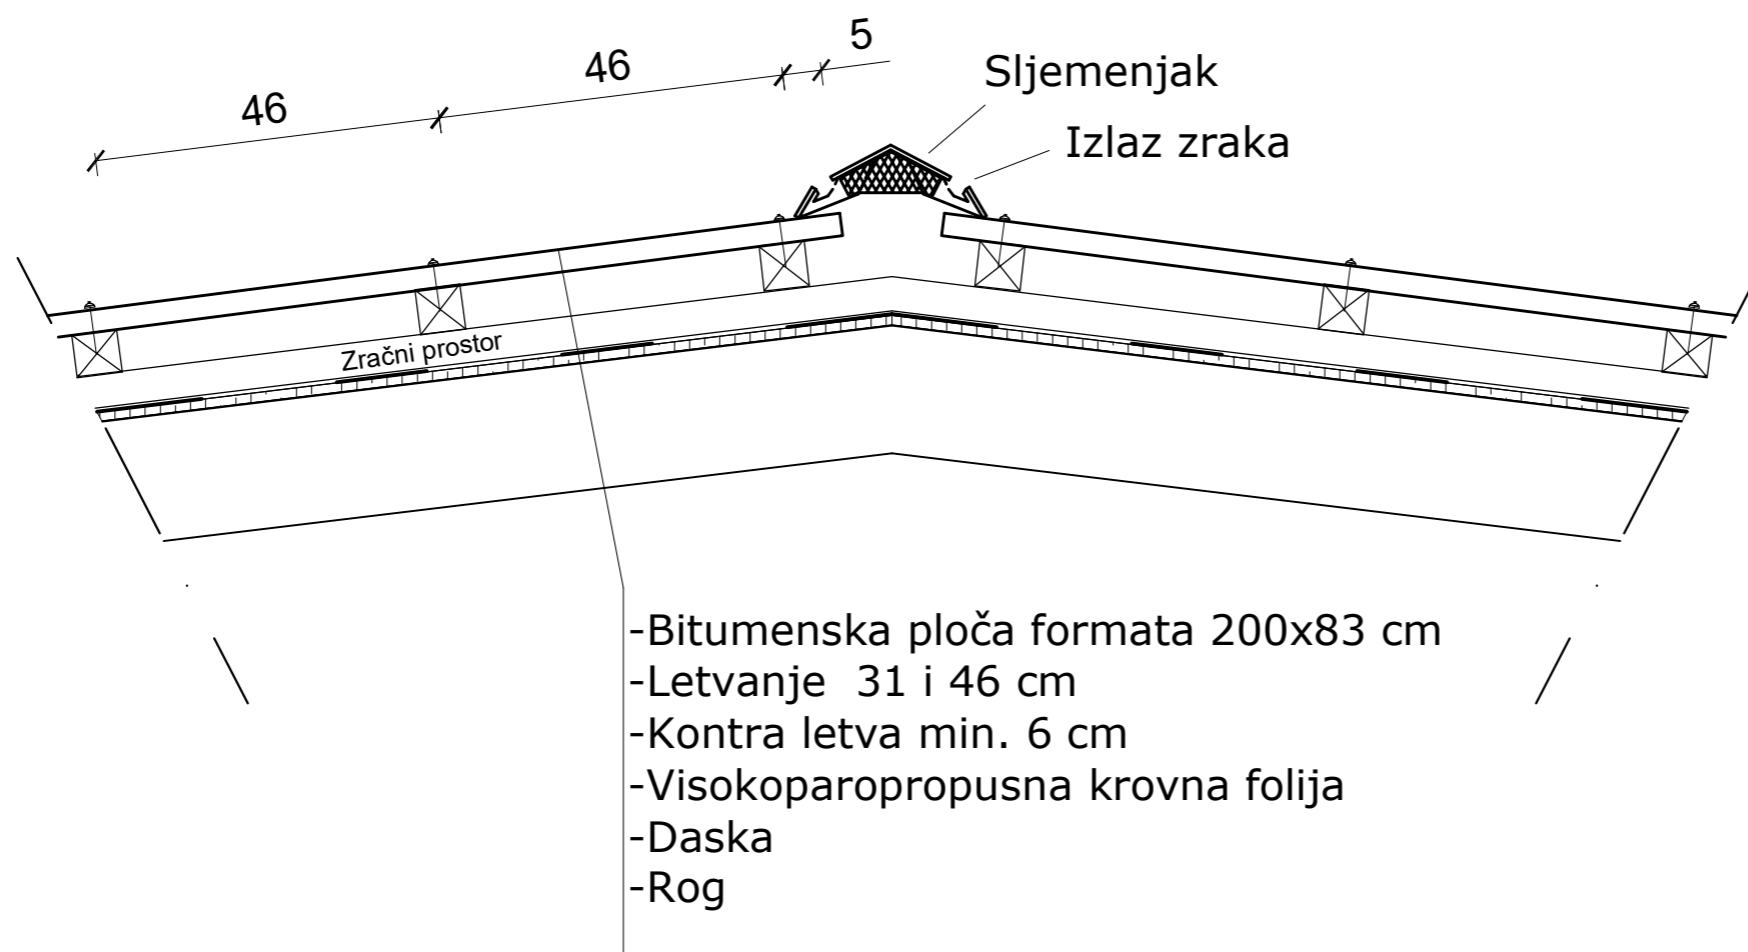 5
46
46
Sljemenjak
Izlaz zraka
Zračni prostor
-Bitumenska ploča formata 200x83 cm
-Letvanje  31 i 46 cm
-Kontra letva min. 6 cm
-Visokoparopropusna krovna folija
-Daska
-Rog